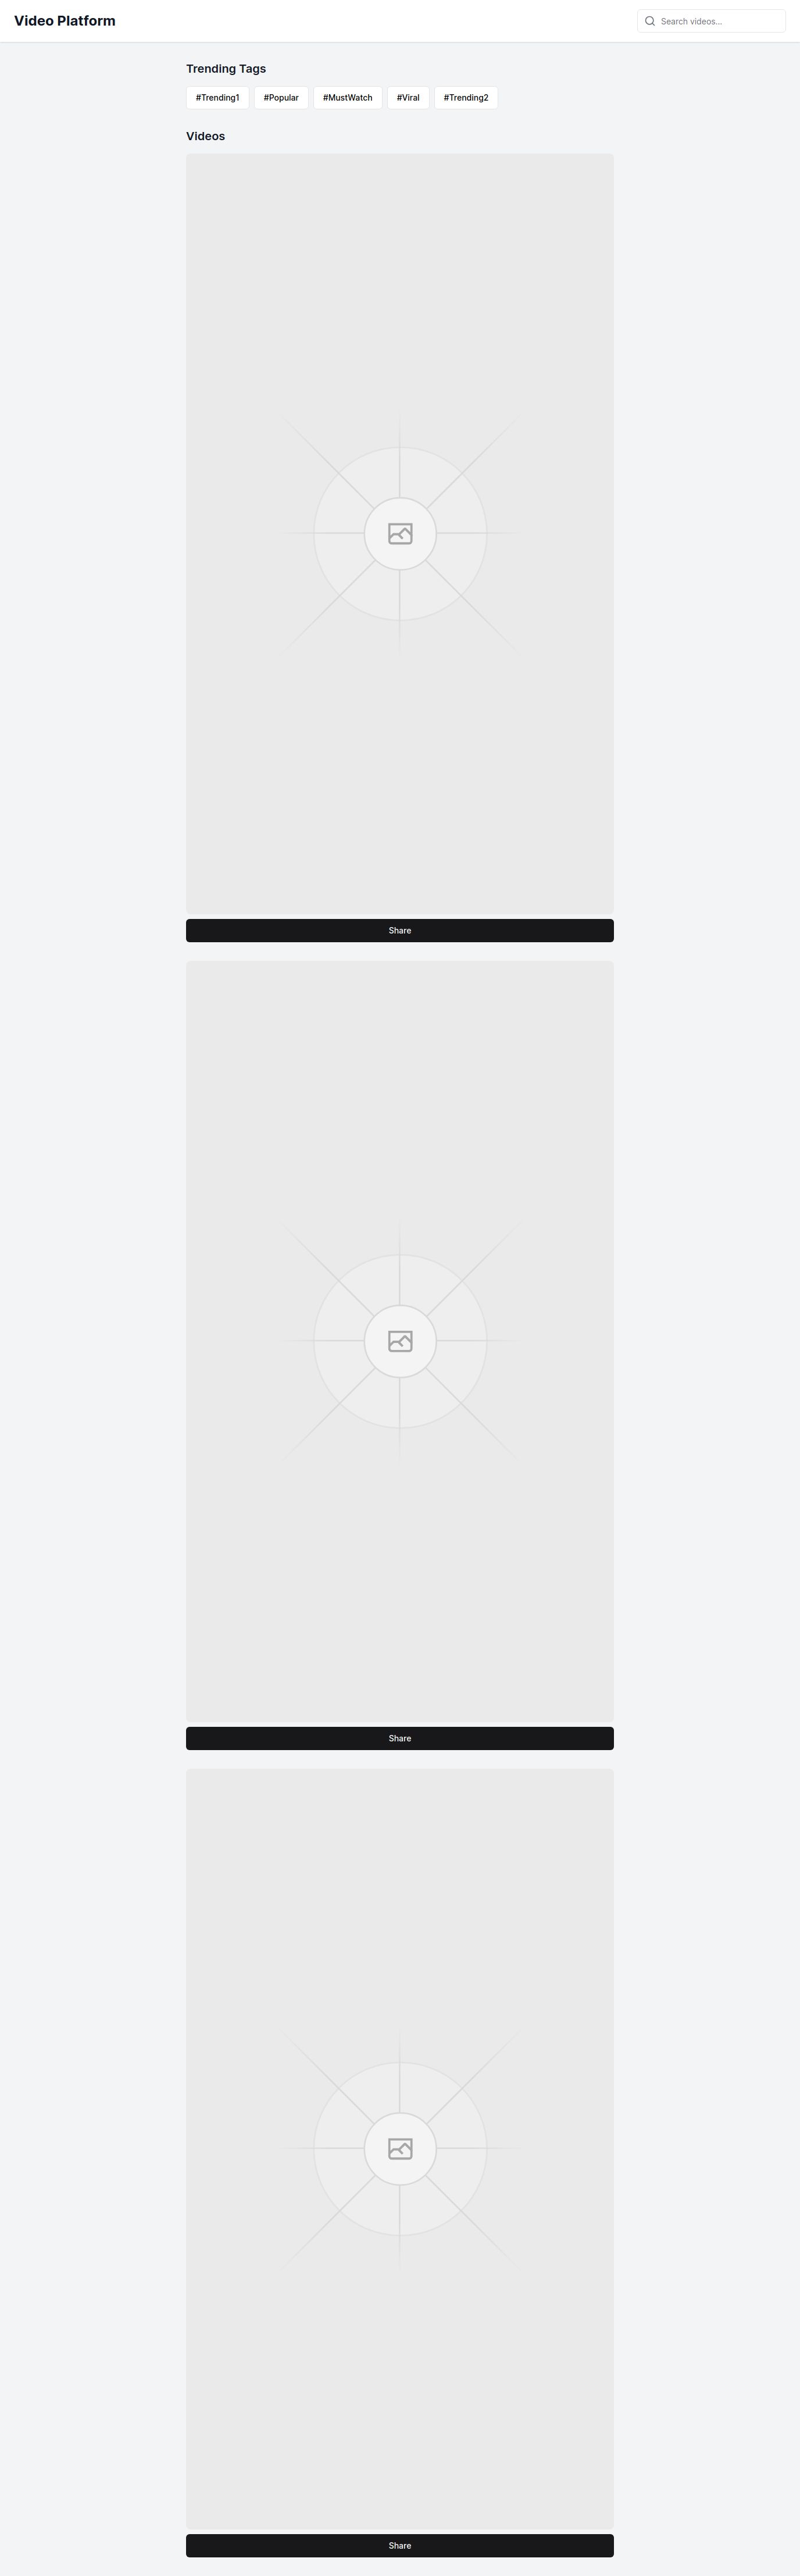 Video Platform
Search videos...
Trending Tags
#Trending1 #Popular #MustWatch #Viral #Trending2
Videos
Share
Share
Share